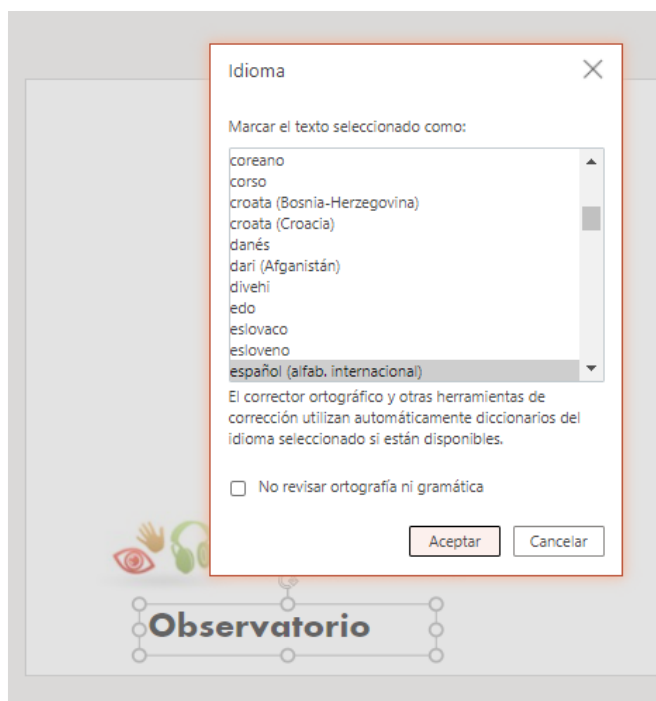 Idioma
Marcar el texto seleccionado como:
coreano
corso
croata (Bosnia-Herzegovina)
croata (Croacia)
danés
dari (Afganistán)
divehi
edo
eslovaco
esloveno
español (alfab. internacional)
El corrector ortográfico y otras herramientas de
corrección utilizan automáticamente diccionarios del
idioma seleccionado si están disponibles.
No revisar ortografía ni gramática
Aceptar Cancelar
Observatorio